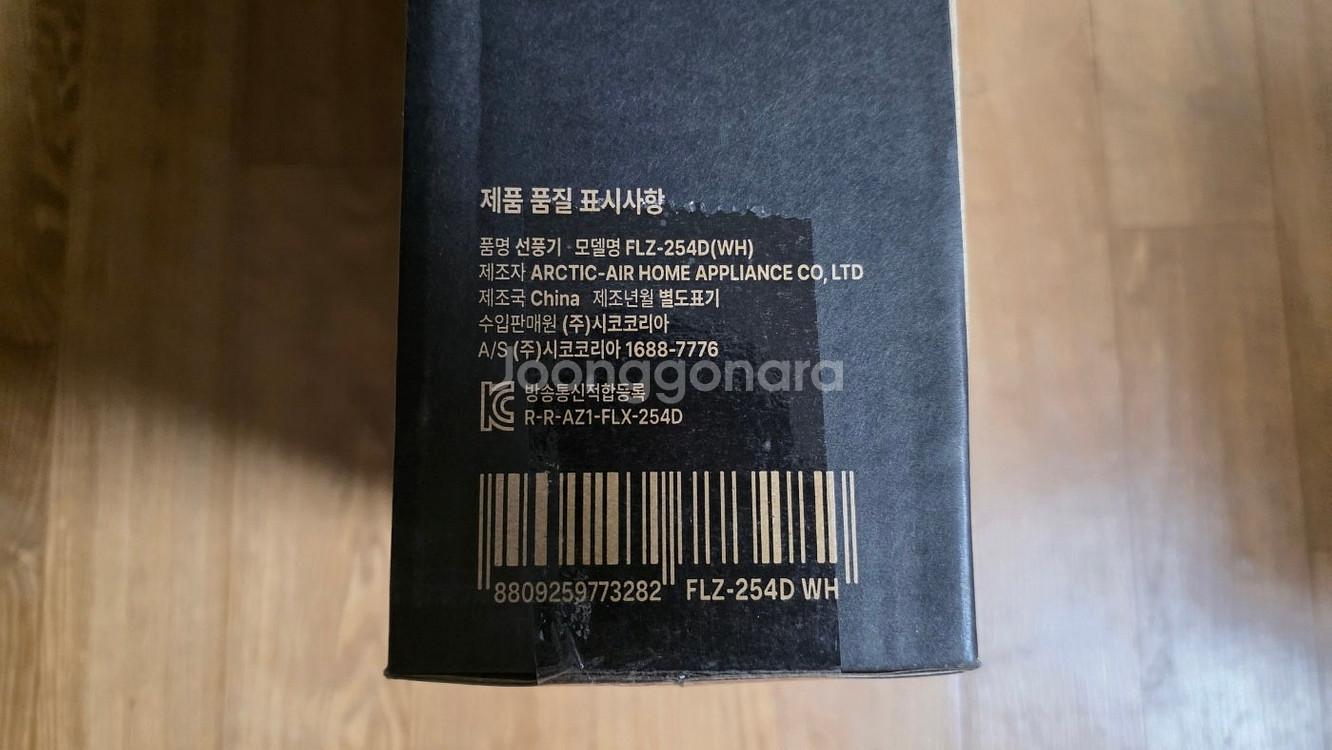 제품 품질 표시사항
품명 선풍기 모델명 FLZ-254D(WH)
제조자 ARCTIC-AIR HOME APPLIANCE CO, LTD
제조국 China 제조년월 별도표기
수입판매원 (주)시코코리아
A/S (주)시코코리아 1688-7776
Joonggonara
방송통신적합등록
R-R-AZ1-FLX-254D
8809259773282 FLZ-254D WH